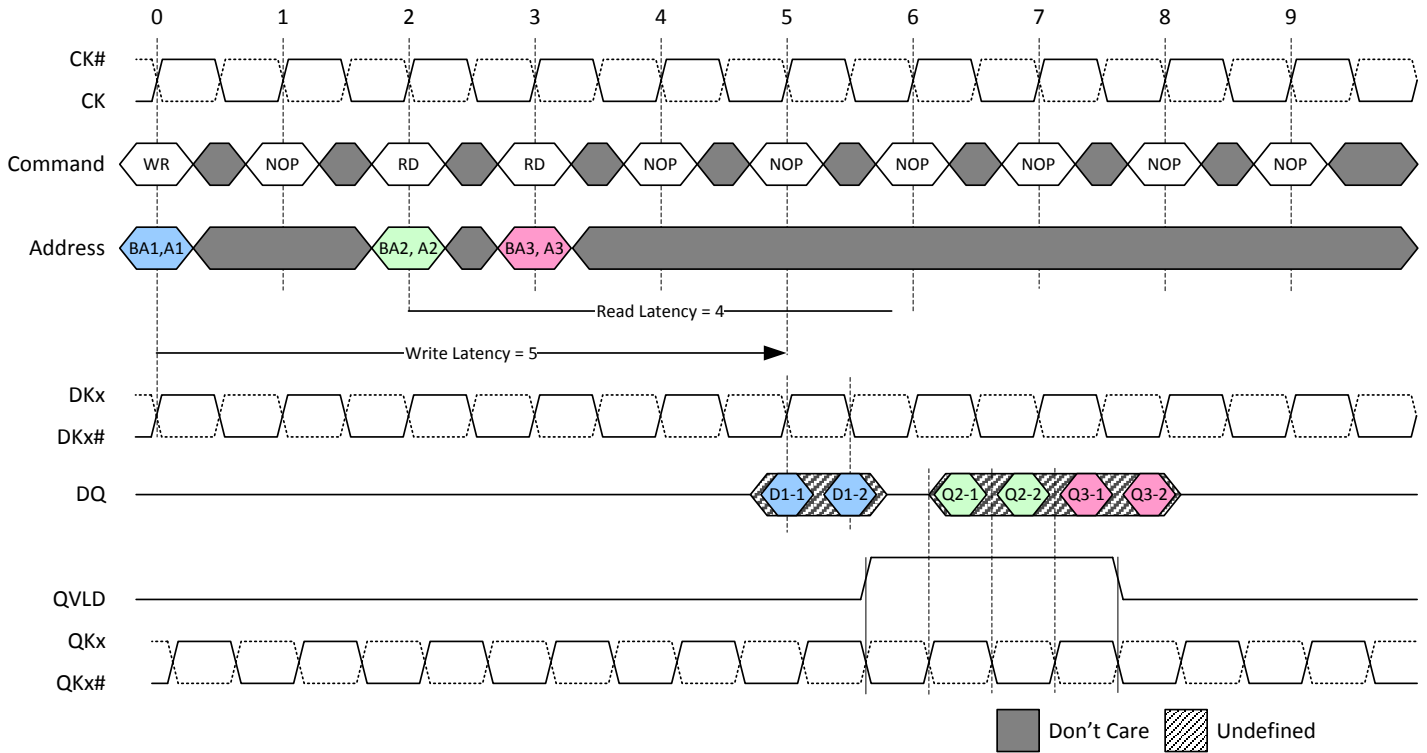 0 1 2 3 4 5 6 7 8 9
CK#
CK
Command WR NOP RD RD NOP NOP NOP NOP NOP NOP
Address BA1,A1 BA2, A2 BA3, A3
Read Latency = 4
Write Latency = 5
DKx
DKx#
DQ D1-1 D1-2 Q2-1 Q2-2 Q3-1 Q3-2
QVLD
QKx
QKx#
Don't Care Undefined